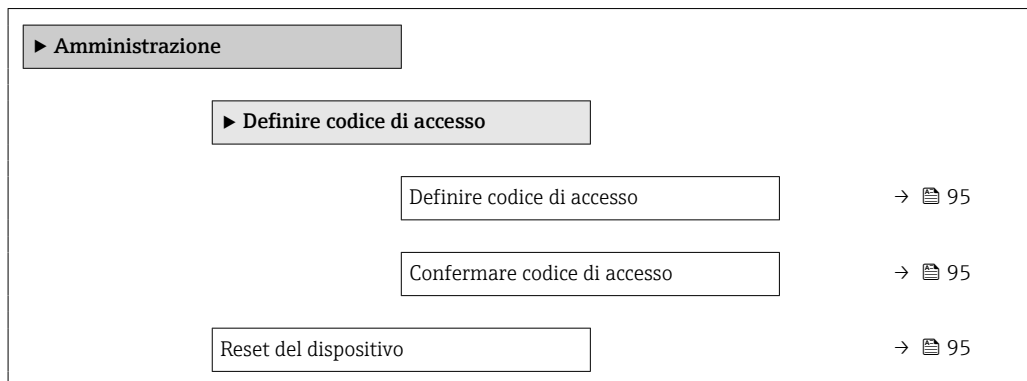 ▶ Amministrazione
▶ Definire codice di accesso
Definire codice di accesso → 95
Confermare codice di accesso → 95
Reset del dispositivo → 95